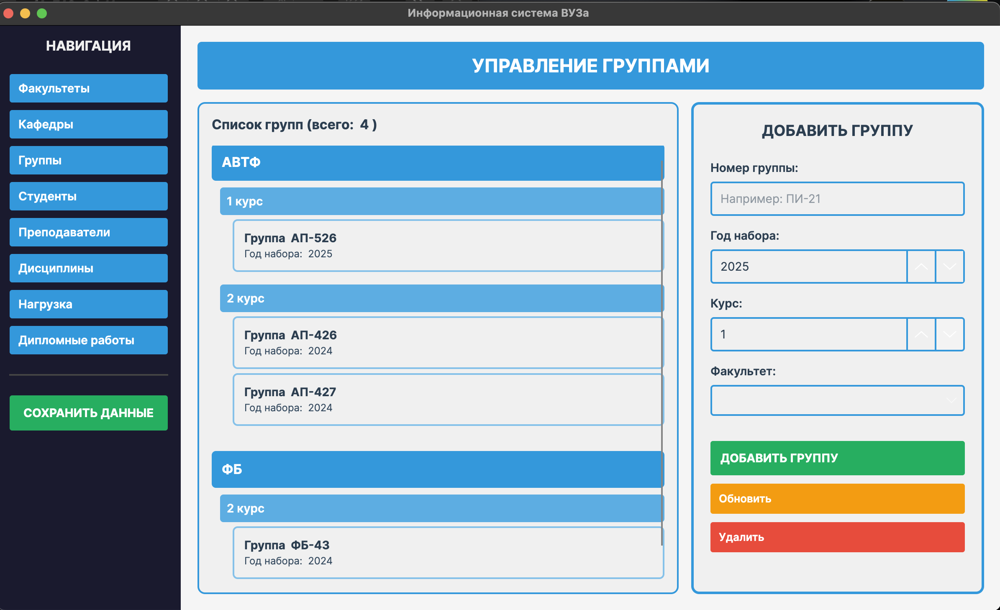 Информационная система ВУЗа
НАВИГАЦИЯ
Факультеты
Кафедры
Группы
Студенты
Преподаватели
Дисциплины
Нагрузка
Дипломные работы
СОХРАНИТЬ ДАННЫЕ
УПРАВЛЕНИЕ ГРУППАМИ
Список групп (всего: 4 )
АВТФ
1 курс
Группа АП-526
Год набора: 2025
2 курс
Группа АП-426
Год набора: 2024
Группа АП-427
Год набора: 2024
ФБ
2 курс
Группа ФБ-43
Год набора: 2024
ДОБАВИТЬ ГРУППУ
Номер группы:
Например: ПИ-21
Год набора:
2025
Курс:
1
Факультет:
ДОБАВИТЬ ГРУППУ
Обновить
Удалить